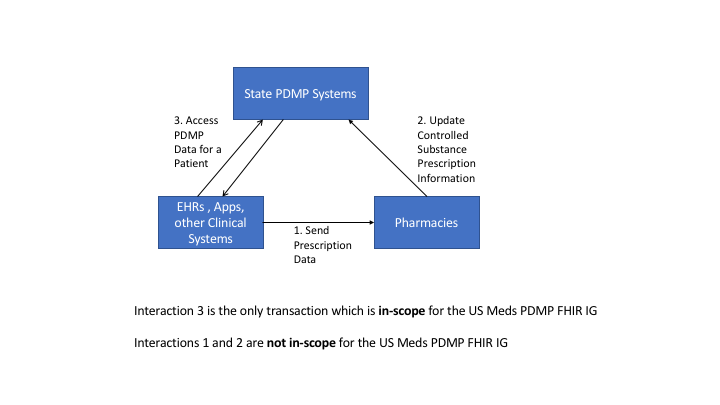 State PDMP Systems
3. Access
PDMP
Data for a
Patient
2. Update
Controlled
Substance
Prescription
Information
EHRs , Apps,
other Clinical
Systems
Pharmacies
1. Send
Prescription
Data
Interaction 3 is the only transaction which is in-scope for the US Meds PDMP FHIR IG
Interactions 1 and 2 are not in-scope for the US Meds PDMP FHIR IG